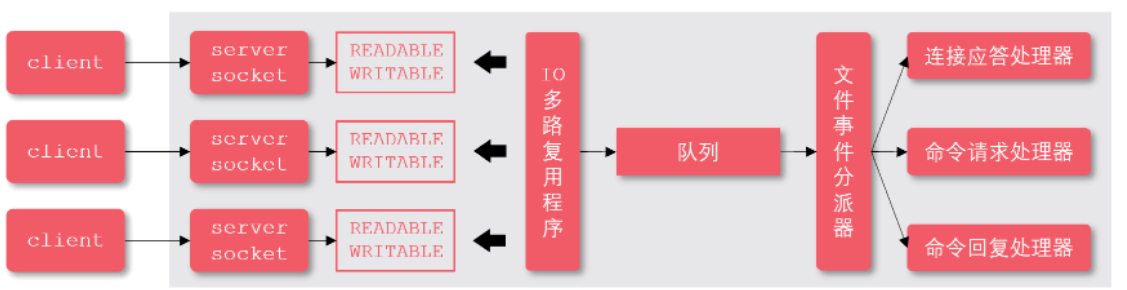 client
server
socket
READABLE
WRITABLE
client
server
socket
READABLE
WRITABLE
client
server
socket
READABLE
WRITABLE
IO多路复用程序
队列
文件事件分派器
连接应答处理器
命令请求处理器
命令回复处理器